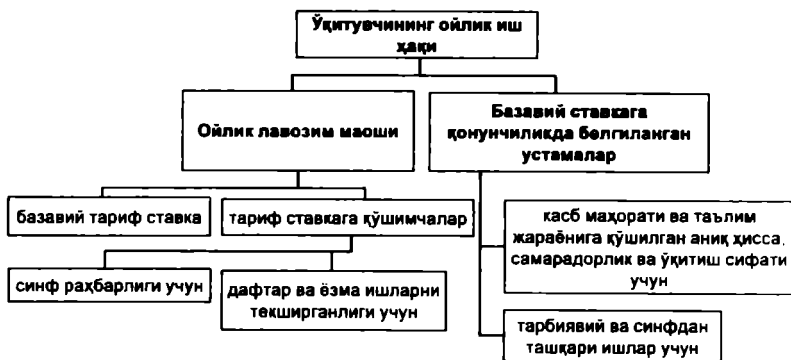 Ўқитувчининг ойлик иш
ҳақи
Ойлик лавозим маоши
Базавий ставкага
қонунчиликда белгиланган
устамалар
базавий тариф ставка
тариф ставкага қўшимчалар
синф раҳбарлиги учун
дафтар ва ёзма ишларни
текширганлиги учун
касб маҳорати ва таълим
жараёнига қўшилган аниқ ҳисса,
самарадорлик ва ўқитиш сифати
учун
тарбиявий ва синфдан
ташқари ишлар учун